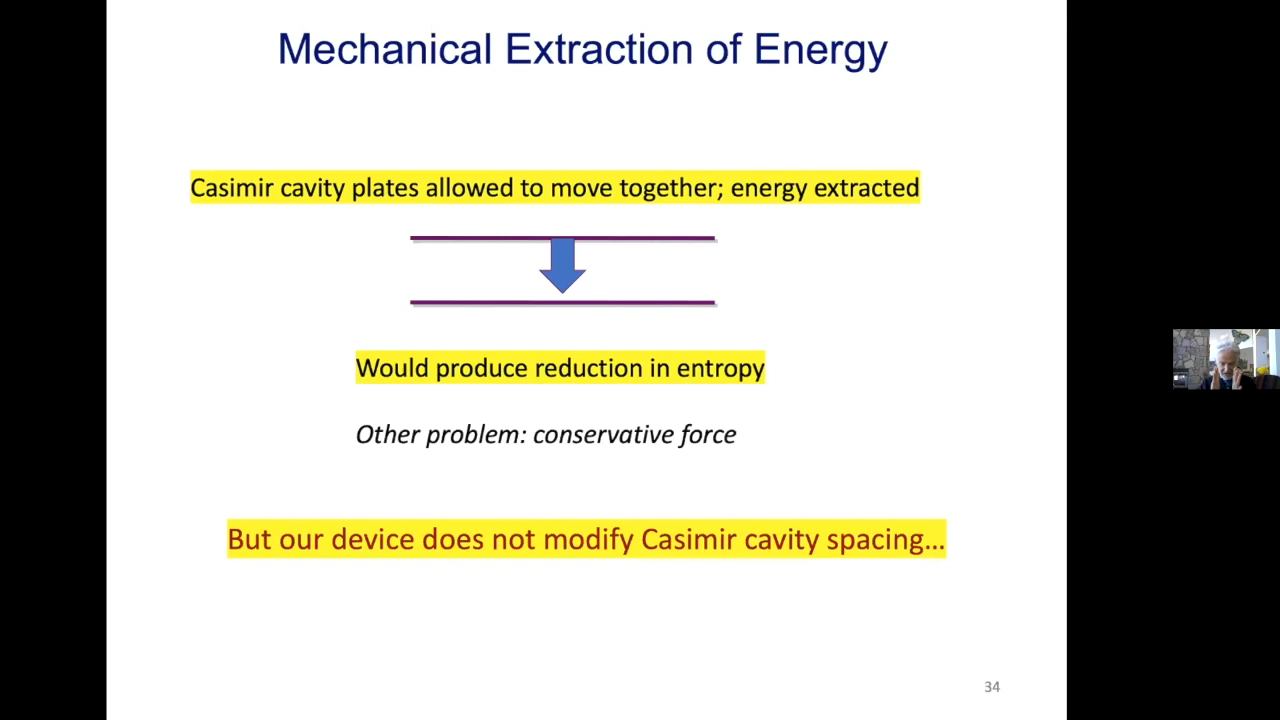 Mechanical Extraction of Energy
Casimir cavity plates allowed to move together; energy extracted
Would produce reduction in entropy
Other problem: conservative force
But our device does not modify Casimir cavity spacing…
34